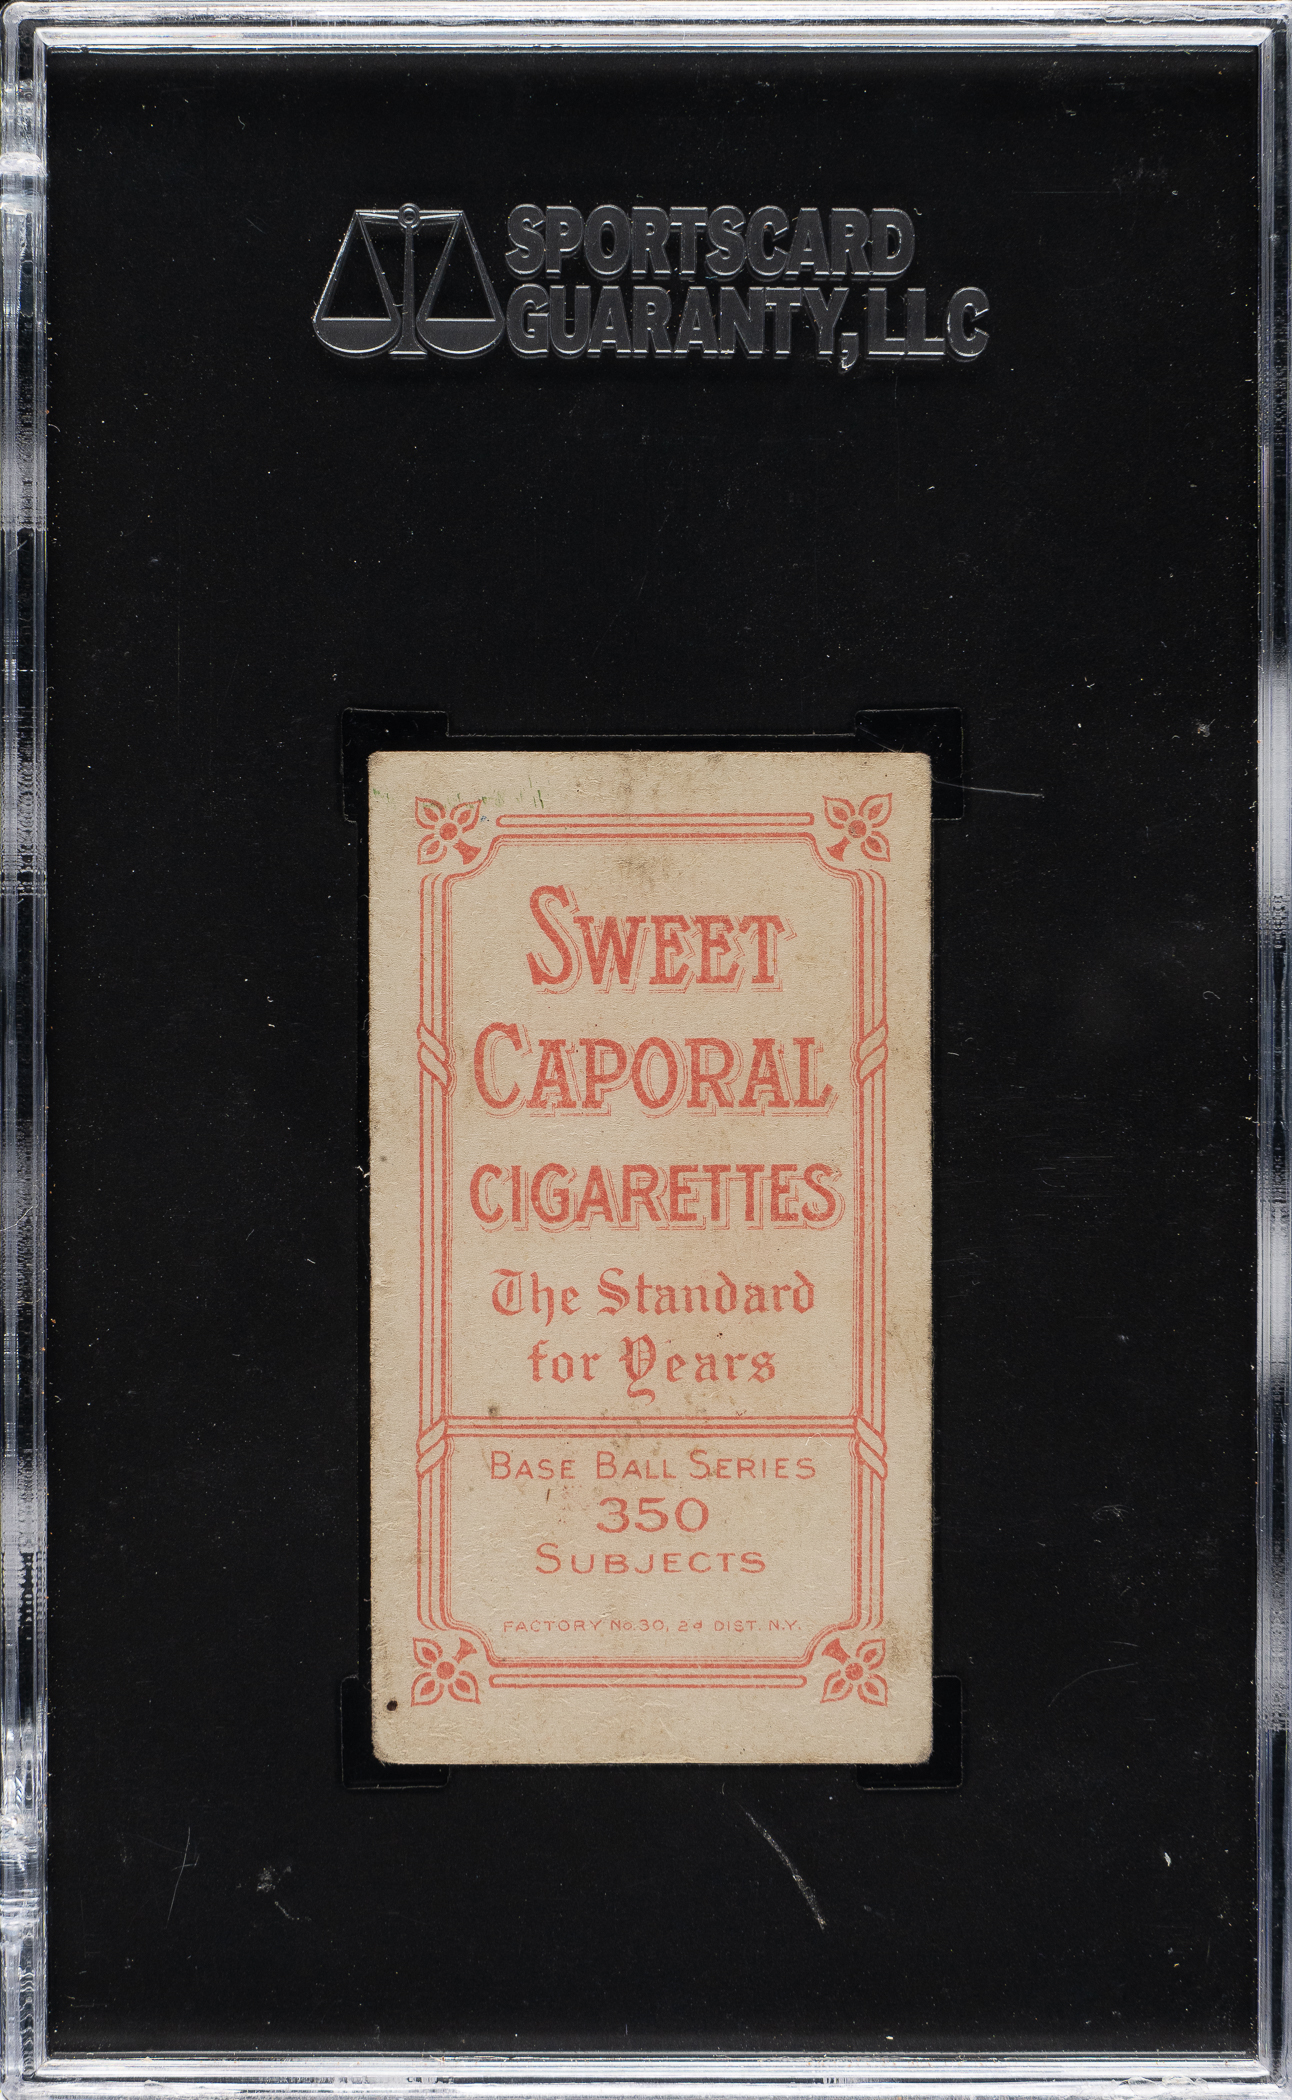 SPORTSCARD
GUARANTY, LLC
SWEET
CAPORAL
CIGARETTES
The Standard
for Years
BASE BALL SERIES
350
SUBJECTS
FACTORY No. 30, 2d DIST. N.Y.